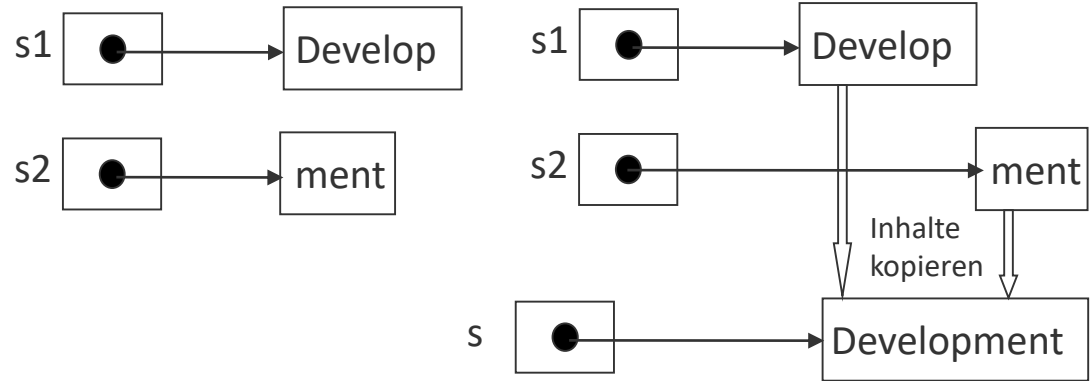 s1
Develop
s2
ment
s1
Develop
s2
ment
Inhalte
kopieren
s
Development